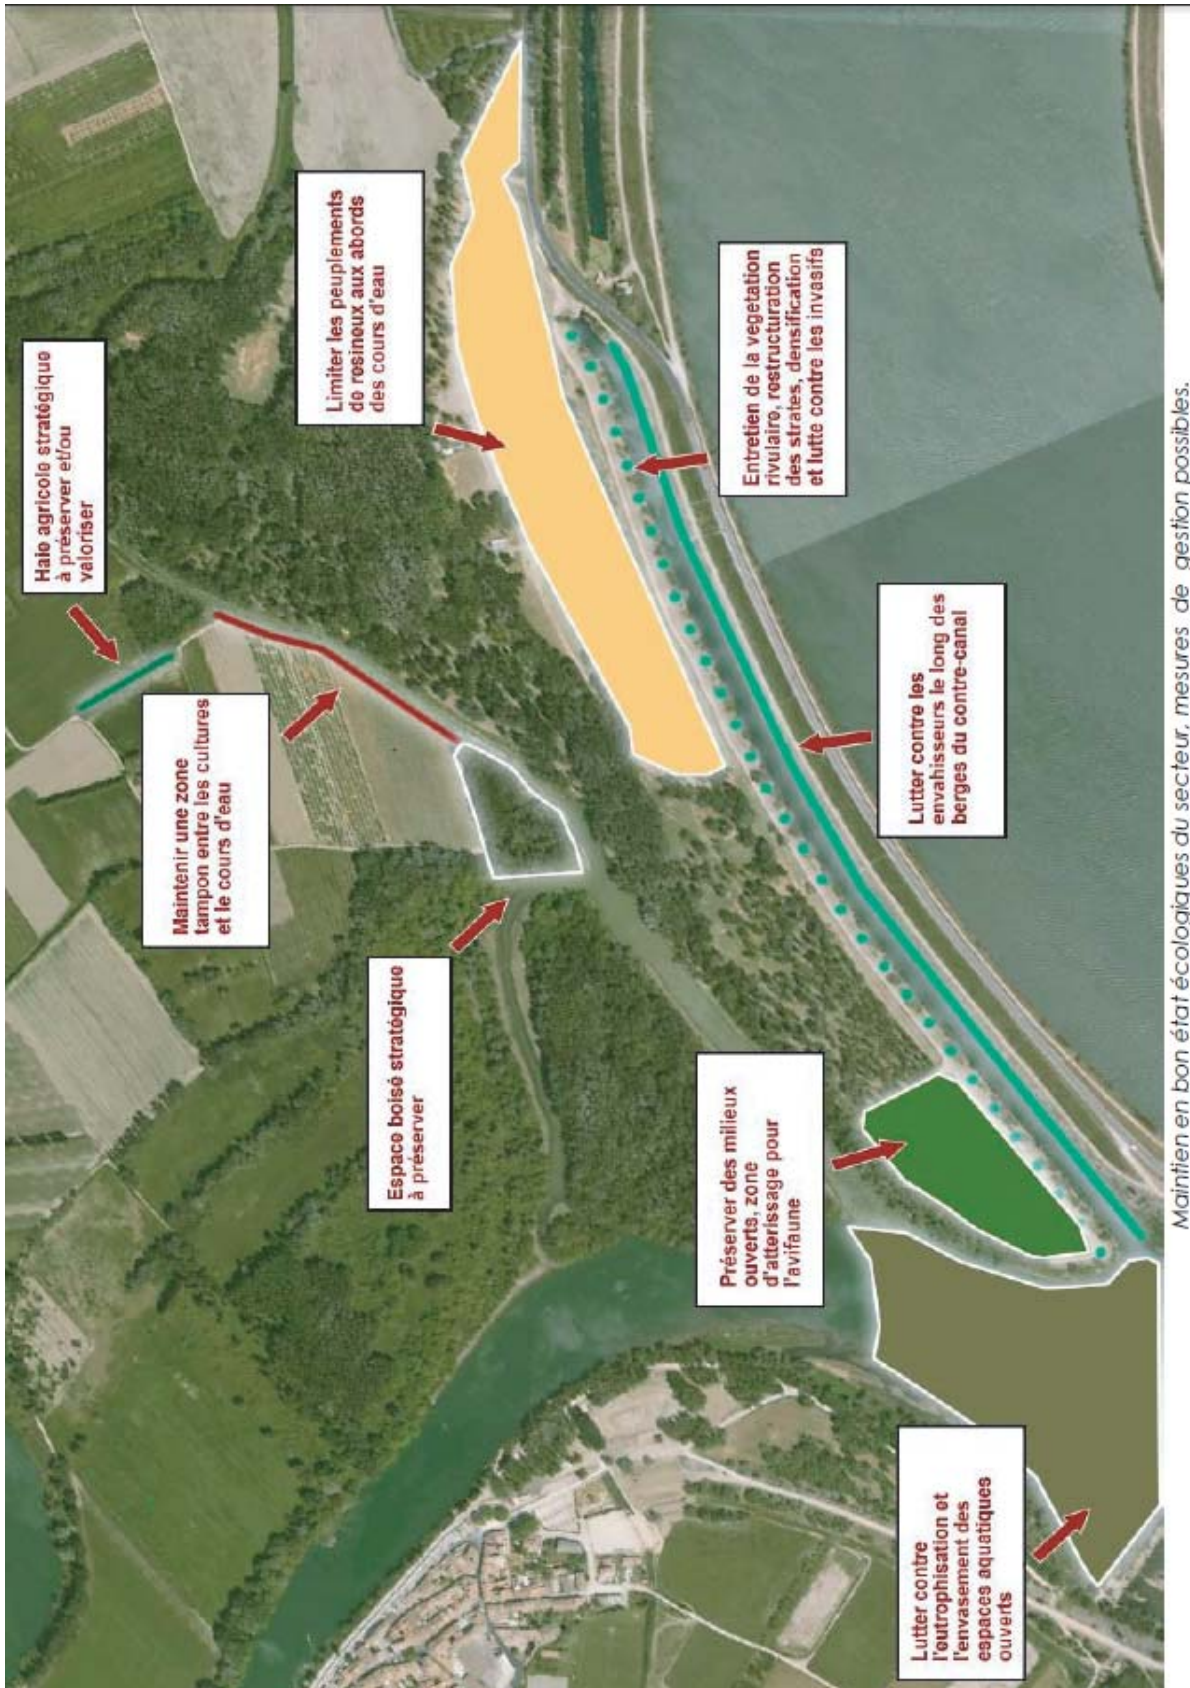 Haie agricole stratégique
à préserver et/ou
valoriser
Maintenir une zone
tampon entre les cultures
et le cours d'eau
Limiter les peuplements
de resineux aux abords
des cours d'eau
Espace boisé stratégique
à préserver
Préserver des milieux
ouverts, zone
d'atterissage pour
l'avifaune
Entretien de la vegetation
rivulaire, restructuration
des strates, densification
et lutte contre les invasifs
Lutter contre les
envahisseurs le long des
berges du contre-canal
Lutter contre
l'eutrophisation et
l'envasement des
espaces aquatiques
ouverts
Maintien en bon état écologiques du secteur, mesures de gestion possibles.